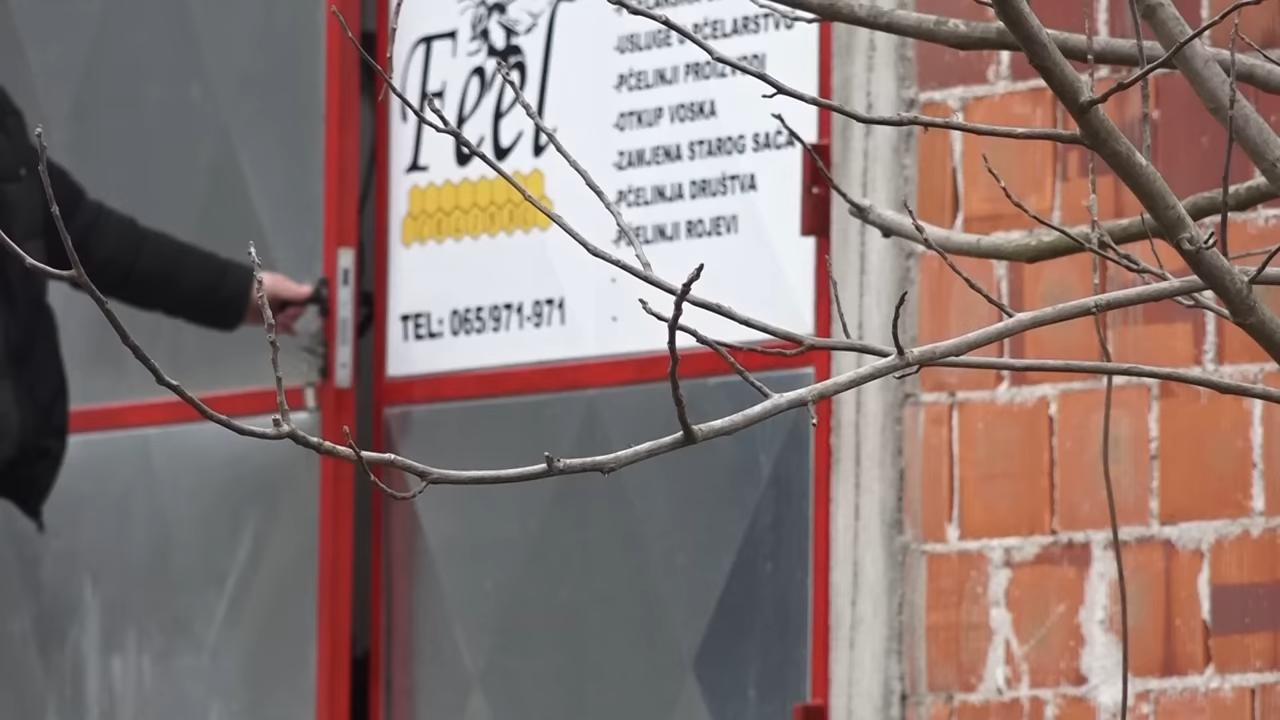 Feel
-USLUGE U PČELARSTVU
-PČELINJI PROIZVODI
-OTKUP VOSKA
-ZAMJENA STAROG SAĆA
-PČELINJA DRUŠTVA
-PČELINJI ROJEVI
TEL: 065/971-971